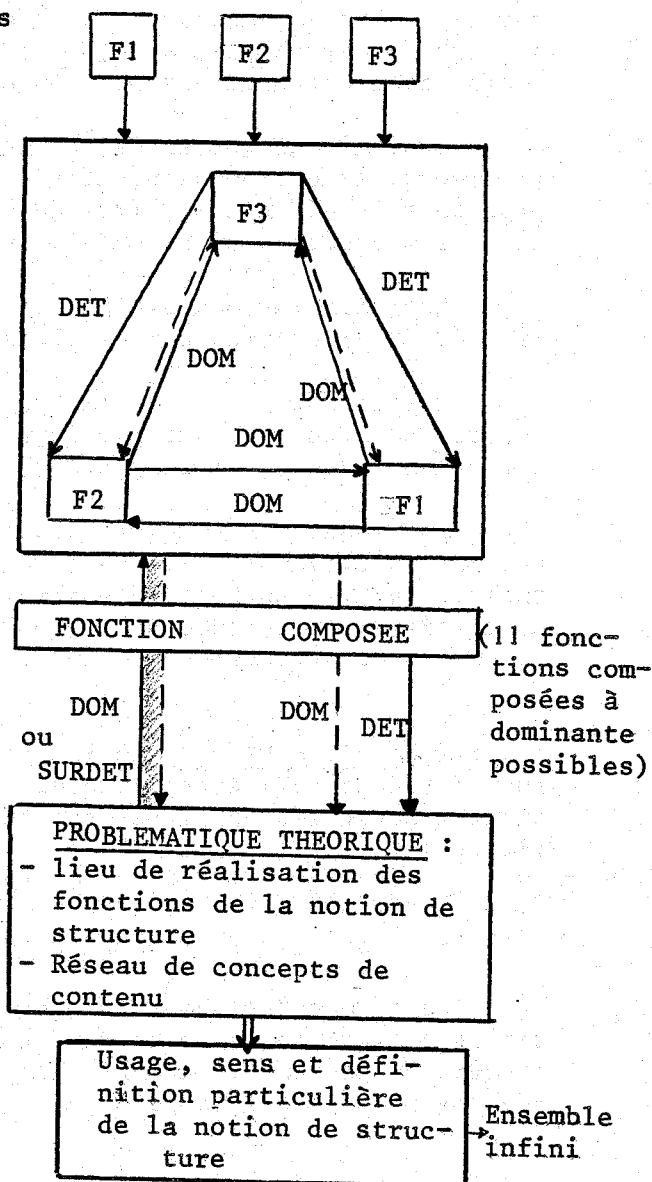 s
F1 F2 F3
F3
DET DET
DOM DOM
DOM
F2 DOM F1
FONCTION COMPOSEE
(11 fonc-
tions com-
posées à
dominante
possibles)
DOM DOM DET
ou
SURDET
PROBLEMATIQUE THEORIQUE :
- lieu de réalisation des
fonctions de la notion de
structure
- Réseau de concepts de
contenu
Usage, sens et défi-
nition particulière
de la notion de struc-
ture
Ensemble
infini